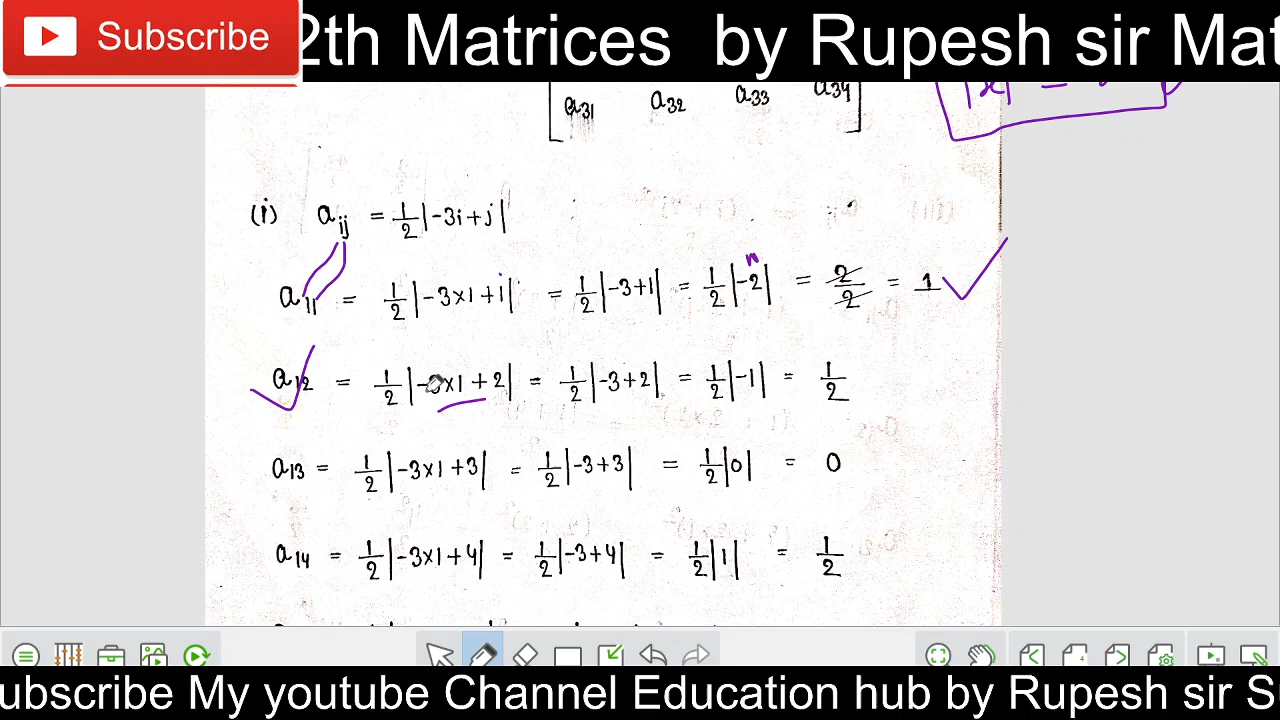 Subscribe 2th Matrices by Rupesh sir Mat
a31 a32 a33 a34
|x| =
(i) aij = 1/2 |-3i+j|
a11 = 1/2 |-3×1+1| = 1/2 |-3+1| = 1/2 |-2| = 2/2 = 1
a12 = 1/2 |-3×1+2| = 1/2 |-3+2| = 1/2 |-1| = 1/2
a13 = 1/2 |-3×1+3| = 1/2 |-3+3| = 1/2 |0| = 0
a14 = 1/2 |-3×1+4| = 1/2 |-3+4| = 1/2 |1| = 1/2
ubscribe My youtube Channel Education hub by Rupesh sir S